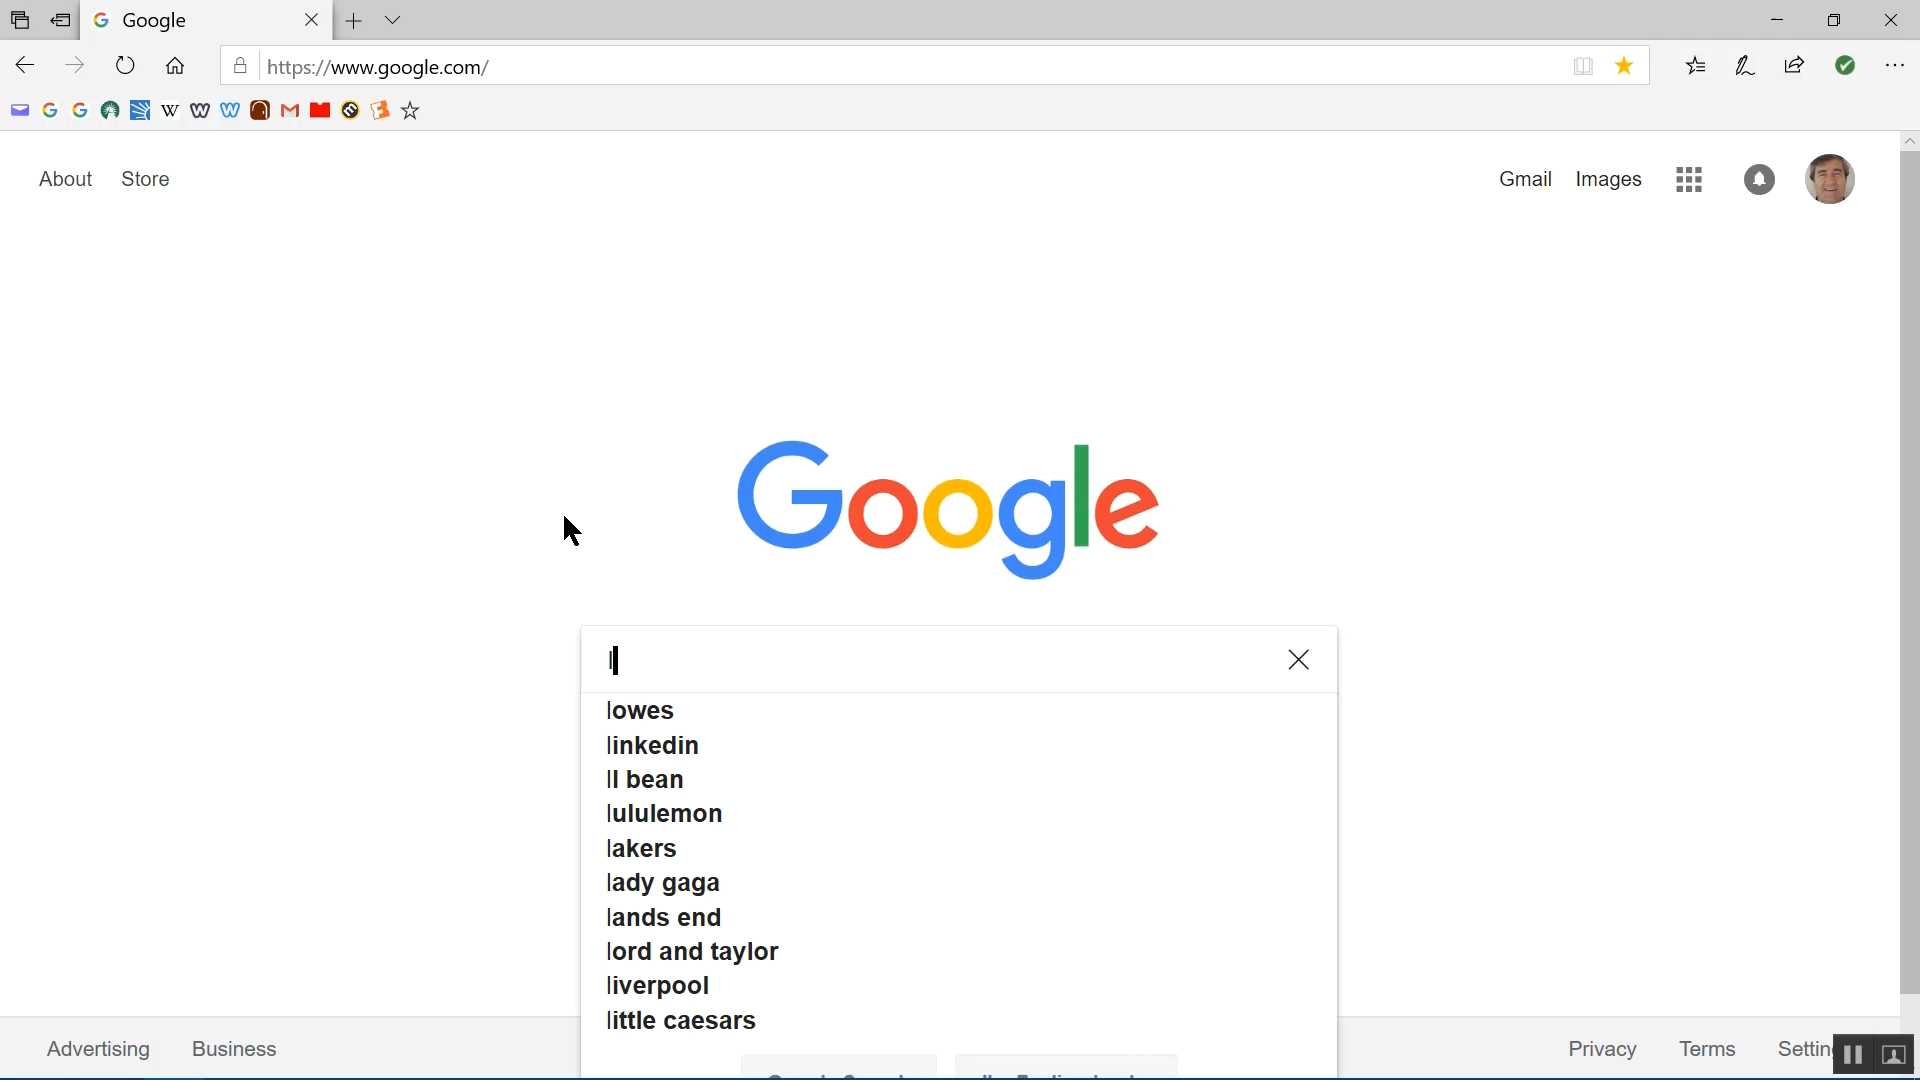 Google
https://www.google.com/
About Store
Gmail Images
Google
l
lowes
linkedin
ll bean
lululemon
lakers
lady gaga
lands end
lord and taylor
liverpool
little caesars
Advertising Business
Privacy Terms